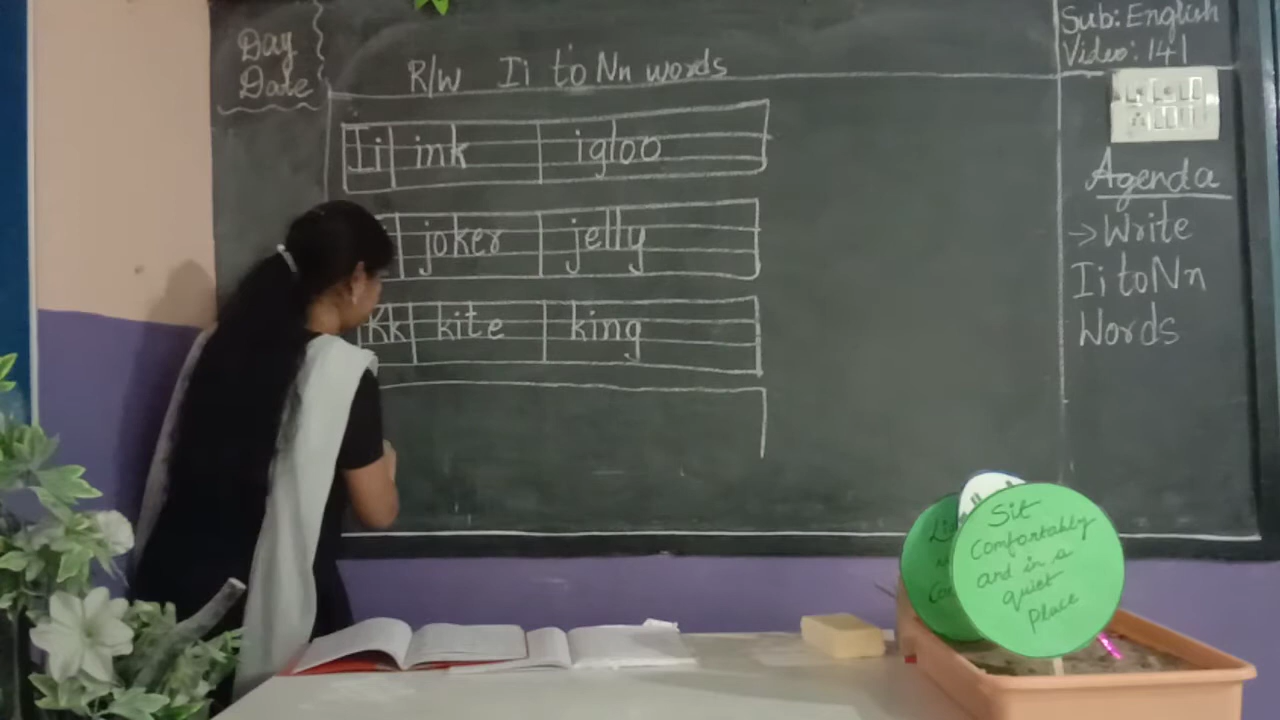 Day
Date
R/w Ii to Nn words
Ii ink igloo
joker jelly
Kk kite king
Sub: English
Video: 141
Agenda
→ Write
Ii to Nn
Words
Sit
Comfortably
and in a
quiet
place